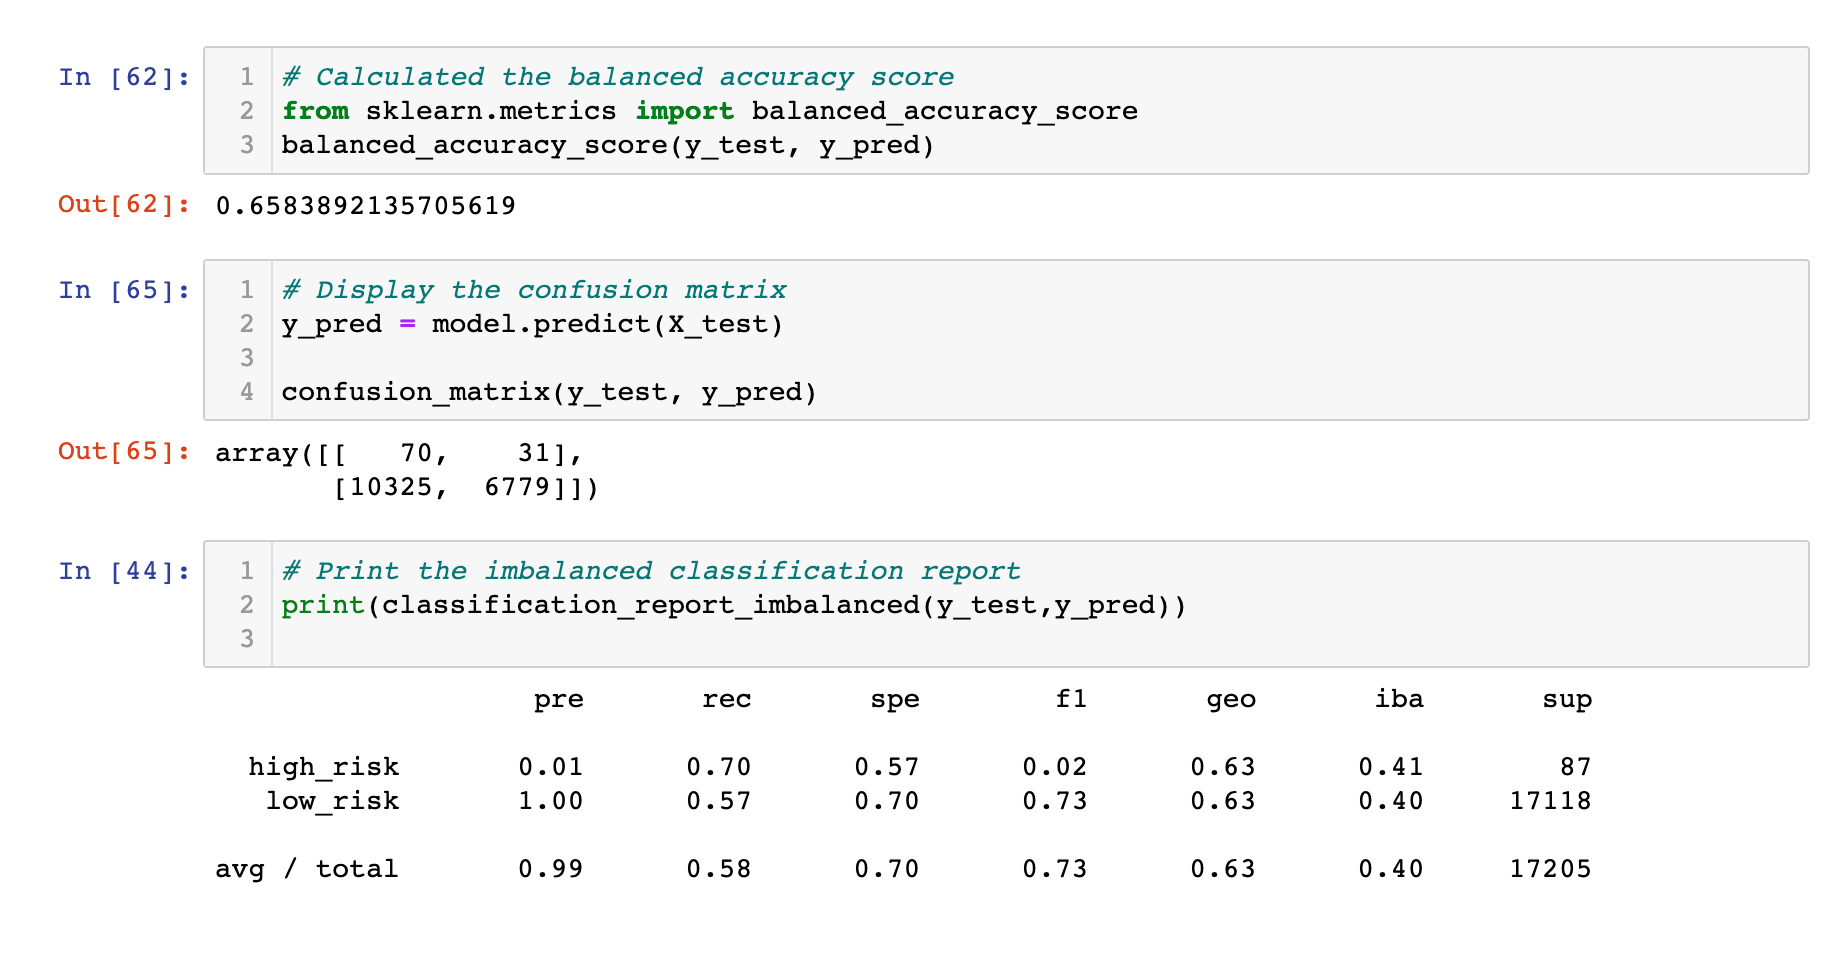 In [62]: 1 # Calculated the balanced accuracy score
2 from sklearn.metrics import balanced_accuracy_score
3 balanced_accuracy_score(y_test, y_pred)
Out[62]: 0.6583892135705619
In [65]: 1 # Display the confusion matrix
2 y_pred = model.predict(X_test)
3
4 confusion_matrix(y_test, y_pred)
Out[65]: array([[   70,    31],
       [10325,  6779]])
In [44]: 1 # Print the imbalanced classification report
2 print(classification_report_imbalanced(y_test,y_pred))
3
pre rec spe f1 geo iba sup
high_risk 0.01 0.70 0.57 0.02 0.63 0.41 87
low_risk 1.00 0.57 0.70 0.73 0.63 0.40 17118
avg / total 0.99 0.58 0.70 0.73 0.63 0.40 17205